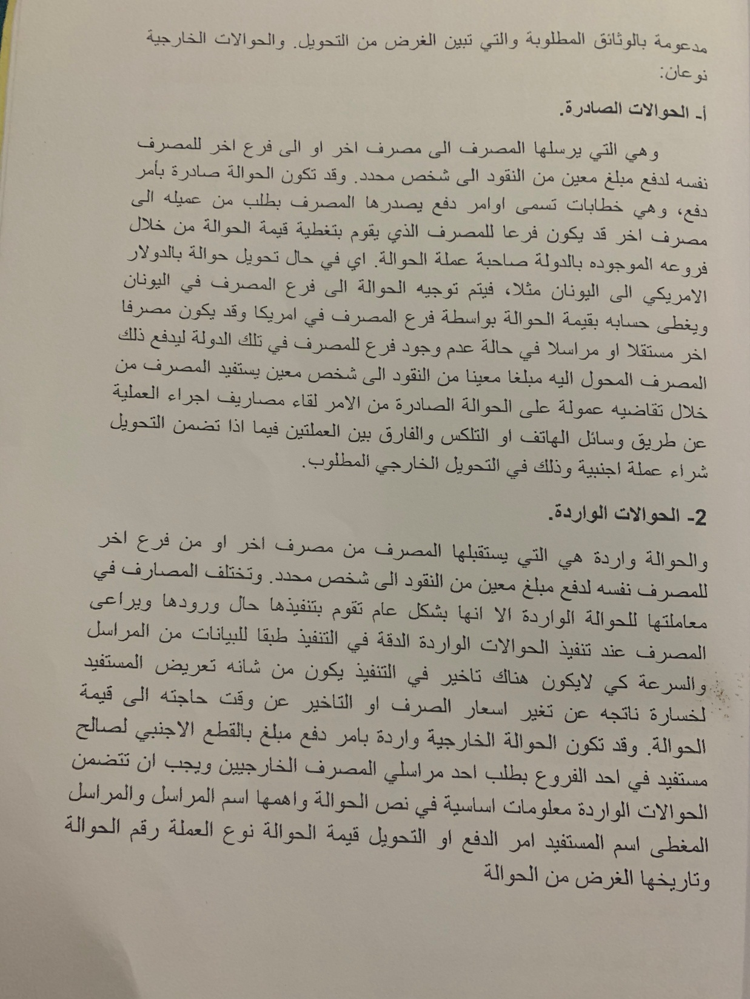 مدعومة بالوثائق المطلوبة والتي تبين الغرض من التحويل. والحوالات الخارجية
نوعان:
أ- الحوالات الصادرة.
وهي التي يرسلها المصرف الى مصرف اخر او الى فرع اخر للمصرف
نفسه لدفع مبلغ معين من النقود الى شخص محدد. وقد تكون الحوالة صادرة بأمر
دفع، وهي خطابات تسمى اوامر دفع يصدرها المصرف بطلب من عميله الى
مصرف اخر قد يكون فرعا للمصرف الذي يقوم بتغطية قيمة الحوالة من خلال
فروعه الموجوده بالدولة صاحبة عملة الحوالة. اي في حال تحويل حوالة بالدولار
الامريكي الى اليونان مثلا، فيتم توجيه الحوالة الى فرع المصرف في اليونان
ويغطى حسابه بقيمة الحوالة بواسطة فرع المصرف في امريكا وقد يكون مصرفا
اخر مستقلا او مراسلا في حالة عدم وجود فرع للمصرف في تلك الدولة ليدفع ذلك
المصرف المحول اليه مبلغا معينا من النقود الى شخص معين يستفيد المصرف من
خلال تقاضيه عمولة على الحوالة الصادرة من الامر لقاء مصاريف اجراء العملية
عن طريق وسائل الهاتف او التلكس والفارق بين العملتين فيما اذا تضمن التحويل
شراء عملة اجنبية وذلك في التحويل الخارجي المطلوب.
2- الحوالات الواردة.
والحوالة واردة هي التي يستقبلها المصرف من مصرف اخر او من فرع اخر
للمصرف نفسه لدفع مبلغ معين من النقود الى شخص محدد. وتختلف المصارف في
معاملتها للحوالة الواردة الا انها بشكل عام تقوم بتنفيذها حال ورودها ويراعى
المصرف عند تنفيذ الحوالات الواردة الدقة في التنفيذ طبقا للبيانات من المراسل
والسرعة كي لايكون هناك تاخير في التنفيذ يكون من شانه تعريض المستفيد
لخسارة ناتجه عن تغير اسعار الصرف او التاخير عن وقت حاجته الى قيمة
الحوالة. وقد تكون الحوالة الخارجية واردة بامر دفع مبلغ بالقطع الاجنبي لصالح
مستفيد في احد الفروع بطلب احد مراسلي المصرف الخارجيين ويجب ان تتضمن
الحوالات الواردة معلومات اساسية في نص الحوالة واهمها اسم المراسل والمراسل
المغطى اسم المستفيد امر الدفع او التحويل قيمة الحوالة نوع العملة رقم الحوالة
وتاريخها الغرض من الحوالة